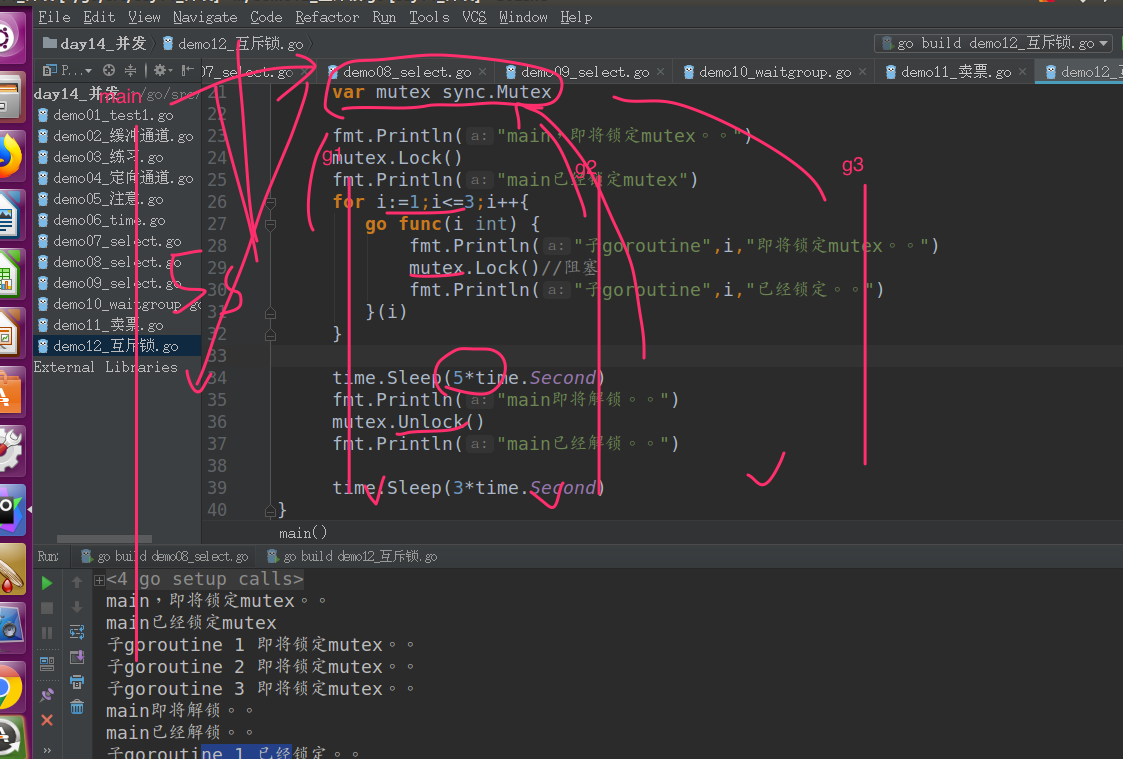 File Edit View Navigate Code Refactor Run Tools VCS Window Help
day14_并发 demo12_互斥锁.go go build demo12_互斥锁.go
P... 07_select.go demo08_select.go demo09_select.go demo10_waitgroup.go demo11_卖票.go demo12_互
day14_并发 ~/go/src/
main
demo01_test1.go
demo02_缓冲通道.go
demo03_练习.go
demo04_定向通道.go
demo05_注意.go
demo06_time.go
demo07_select.go
demo08_select.go
demo09_select.go
demo10_waitgroup.go
demo11_卖票.go
demo12_互斥锁.go
External Libraries
g1
g2
g3
21 var mutex sync.Mutex
22
23 fmt.Println( a: "main，即将锁定mutex。。")
24 mutex.Lock()
25 fmt.Println( a: "main已经锁定mutex")
26 for i:=1;i<=3;i++{
27 go func(i int) {
28 fmt.Println( a: "子goroutine",i,"即将锁定mutex。。")
29 mutex.Lock()//阻塞
30 fmt.Println( a: "子goroutine",i,"已经锁定。。")
31 }(i)
32 }
33
34 time.Sleep(5*time.Second)
35 fmt.Println( a: "main即将解锁。。")
36 mutex.Unlock()
37 fmt.Println( a: "main已经解锁。。")
38
39 time.Sleep(3*time.Second)
40 }
main()
Run: go build demo08_select.go go build demo12_互斥锁.go
<4 go setup calls>
main，即将锁定mutex。。
main已经锁定mutex
子goroutine 1 即将锁定mutex。。
子goroutine 2 即将锁定mutex。。
子goroutine 3 即将锁定mutex。。
main即将解锁。。
main已经解锁。。
子goroutine 1 已经锁定。。